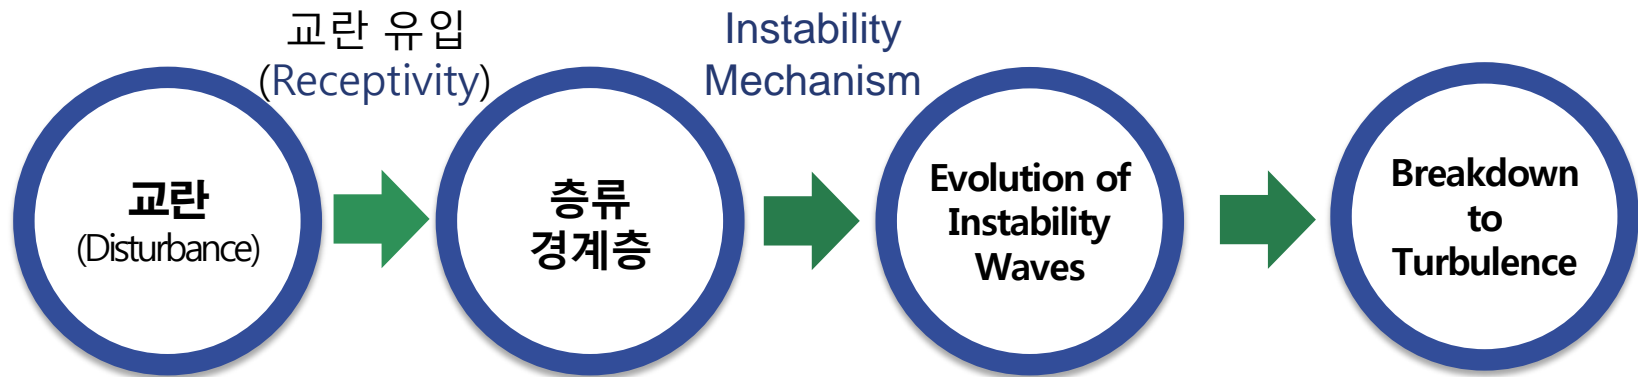 교란 유입
(Receptivity)
Instability
Mechanism
교란
(Disturbance)
층류
경계층
Evolution of
Instability
Waves
Breakdown
to
Turbulence